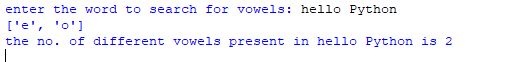 enter the word to search for vowels: hello Python
['e', 'o']
the no. of different vowels present in hello Python is 2